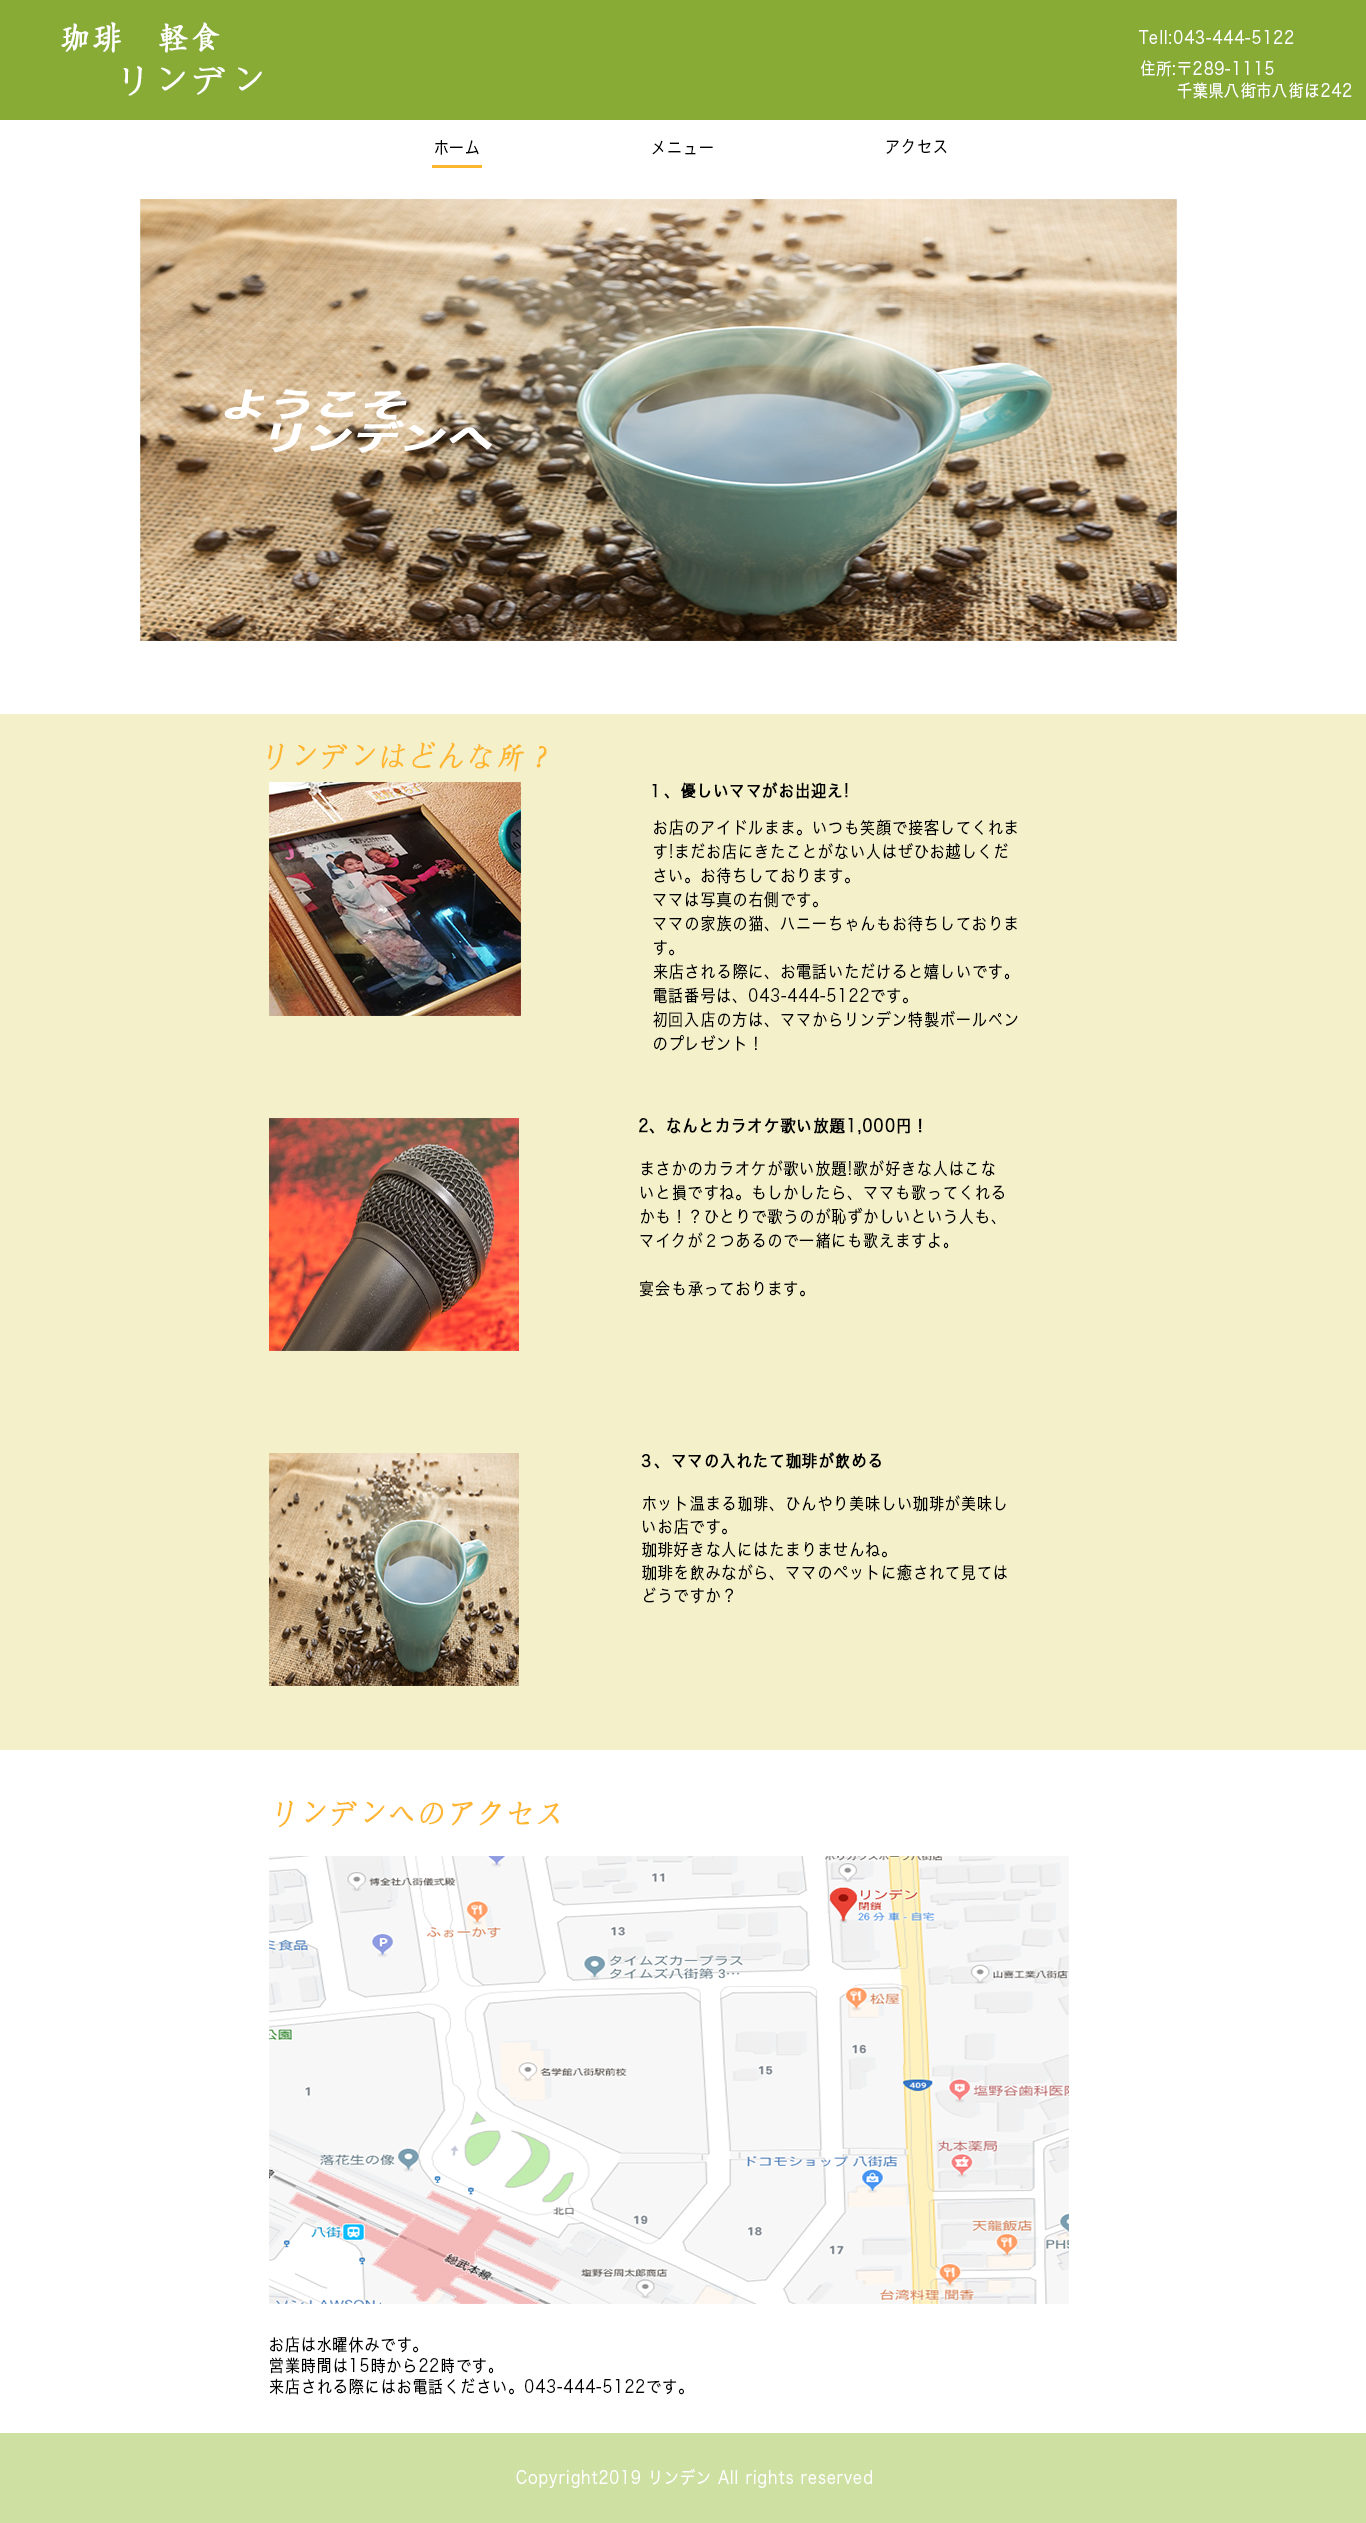 珈琲　軽食
リンデン
Tell:043-444-5122
住所:〒289-1115
千葉県八街市八街ほ242
ホーム
メニュー
アクセス
ようこそ
リンデンへ
リンデンはどんな所？
１、優しいママがお出迎え!
お店のアイドルまま。いつも笑顔で接客してくれま
す!まだお店にきたことがない人はぜひお越しくだ
さい。お待ちしております。
ママは写真の右側です。
ママの家族の猫、ハニーちゃんもお待ちしておりま
す。
来店される際に、お電話いただけると嬉しいです。
電話番号は、043-444-5122です。
初回入店の方は、ママからリンデン特製ボールペン
のプレゼント！
2、なんとカラオケ歌い放題1,000円！
まさかのカラオケが歌い放題!歌が好きな人はこな
いと損ですね。もしかしたら、ママも歌ってくれる
かも！？ひとりで歌うのが恥ずかしいという人も、
マイクが２つあるので一緒にも歌えますよ。
宴会も承っております。
３、ママの入れたて珈琲が飲める
ホット温まる珈琲、ひんやり美味しい珈琲が美味し
いお店です。
珈琲好きな人にはたまりませんね。
珈琲を飲みながら、ママのペットに癒されて見ては
どうですか？
リンデンへのアクセス
博全社八街儀式殿
11
リンデン
閉鎖
26分 車 - 自宅
ふぉーかす
13
ミ食品
P
タイムズカープラス
タイムズ八街第 3…
山喜工業八街店
松屋
公園
16
名学館八街駅前校
15
1
409
塩野谷歯科医院
丸本薬局
落花生の像
ドコモショップ 八街店
北口
19
18
17
八街
天龍飯店
総武本線
塩野谷周太郎商店
台湾料理 聞香
お店は水曜休みです。
営業時間は15時から22時です。
来店される際にはお電話ください。043-444-5122です。
Copyright2019 リンデン All rights reserved